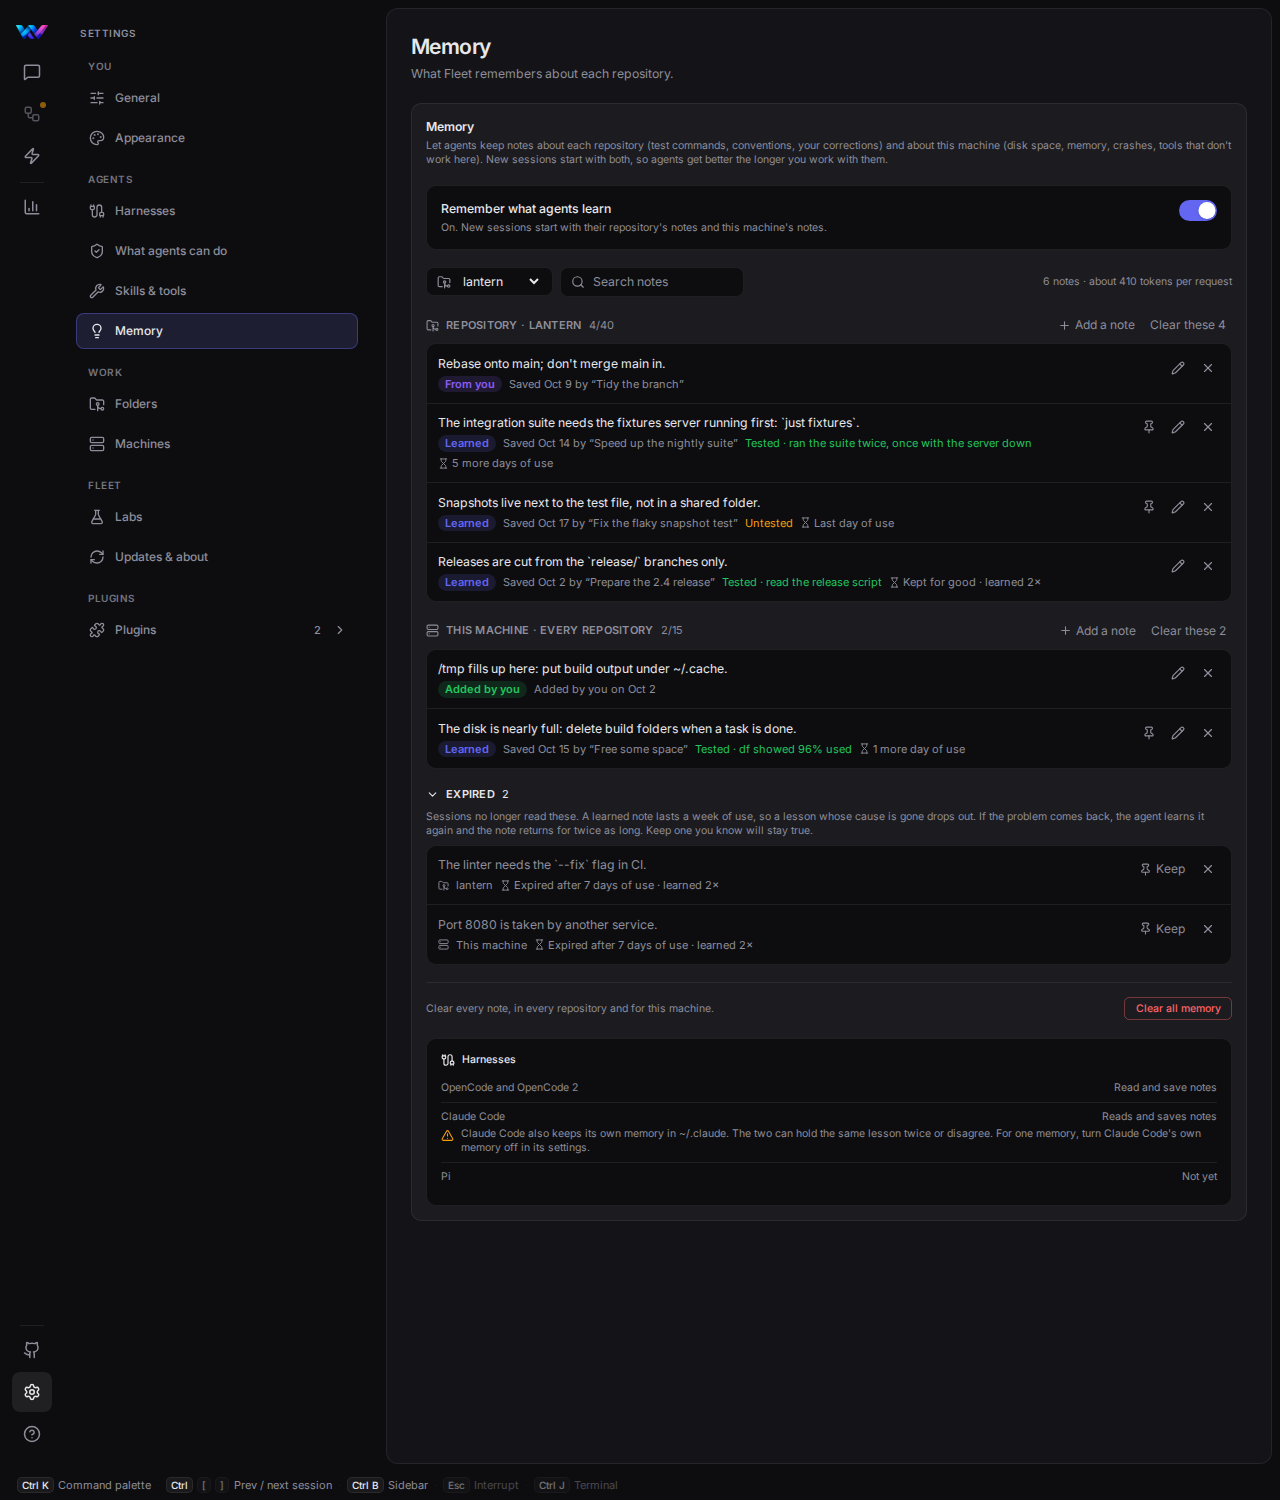 SETTINGS
YOU
General
Appearance
AGENTS
Harnesses
What agents can do
Skills & tools
Memory
WORK
Folders
Machines
FLEET
Labs
Updates & about
PLUGINS
Plugins 2
Memory
What Fleet remembers about each repository.
Memory
Let agents keep notes about each repository (test commands, conventions, your corrections) and about this machine (disk space, memory, crashes, tools that don't
work here). New sessions start with both, so agents get better the longer you work with them.
Remember what agents learn
On. New sessions start with their repository's notes and this machine's notes.
lantern
Search notes
6 notes · about 410 tokens per request
REPOSITORY · LANTERN 4/40
Add a note
Clear these 4
Rebase onto main; don't merge main in.
From you Saved Oct 9 by “Tidy the branch”
The integration suite needs the fixtures server running first: `just fixtures`.
Learned Saved Oct 14 by “Speed up the nightly suite” Tested · ran the suite twice, once with the server down
5 more days of use
Snapshots live next to the test file, not in a shared folder.
Learned Saved Oct 17 by “Fix the flaky snapshot test” Untested Last day of use
Releases are cut from the `release/` branches only.
Learned Saved Oct 2 by “Prepare the 2.4 release” Tested · read the release script Kept for good · learned 2×
THIS MACHINE · EVERY REPOSITORY 2/15
Add a note
Clear these 2
/tmp fills up here: put build output under ~/.cache.
Added by you Added by you on Oct 2
The disk is nearly full: delete build folders when a task is done.
Learned Saved Oct 15 by “Free some space” Tested · df showed 96% used 1 more day of use
EXPIRED 2
Sessions no longer read these. A learned note lasts a week of use, so a lesson whose cause is gone drops out. If the problem comes back, the agent learns it
again and the note returns for twice as long. Keep one you know will stay true.
The linter needs the `--fix` flag in CI.
lantern Expired after 7 days of use · learned 2×
Keep
Port 8080 is taken by another service.
This machine Expired after 7 days of use · learned 2×
Keep
Clear every note, in every repository and for this machine.
Clear all memory
Harnesses
OpenCode and OpenCode 2 Read and save notes
Claude Code Reads and saves notes
Claude Code also keeps its own memory in ~/.claude. The two can hold the same lesson twice or disagree. For one memory, turn Claude Code's own
memory off in its settings.
Pi Not yet
Ctrl K Command palette Ctrl [ ] Prev / next session Ctrl B Sidebar Esc Interrupt Ctrl J Terminal